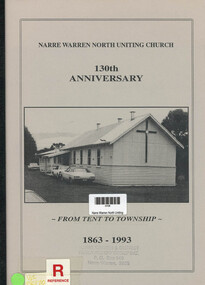 NARRE WARREN NORTH UNITING CHURCH
130th
ANNIVERSARY
~ FROM TENT TO TOWNSHIP ~
1863 - 1993
R
REFERENCE